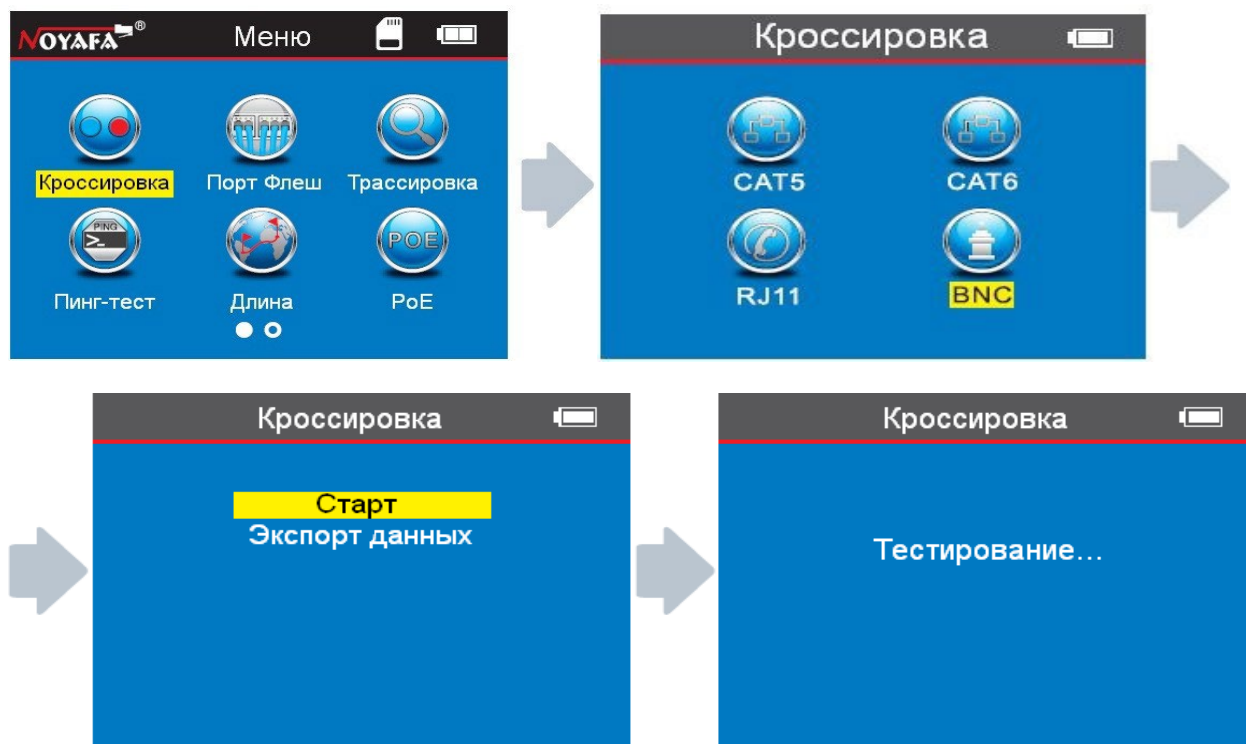 NOYAFA® Меню
Кроссировка Порт Флеш Трассировка
PING
>_
POE
Пинг-тест Длина PoE
Кроссировка
CAT5 CAT6
RJ11 BNC
Кроссировка
Старт
Экспорт данных
Кроссировка
Тестирование...